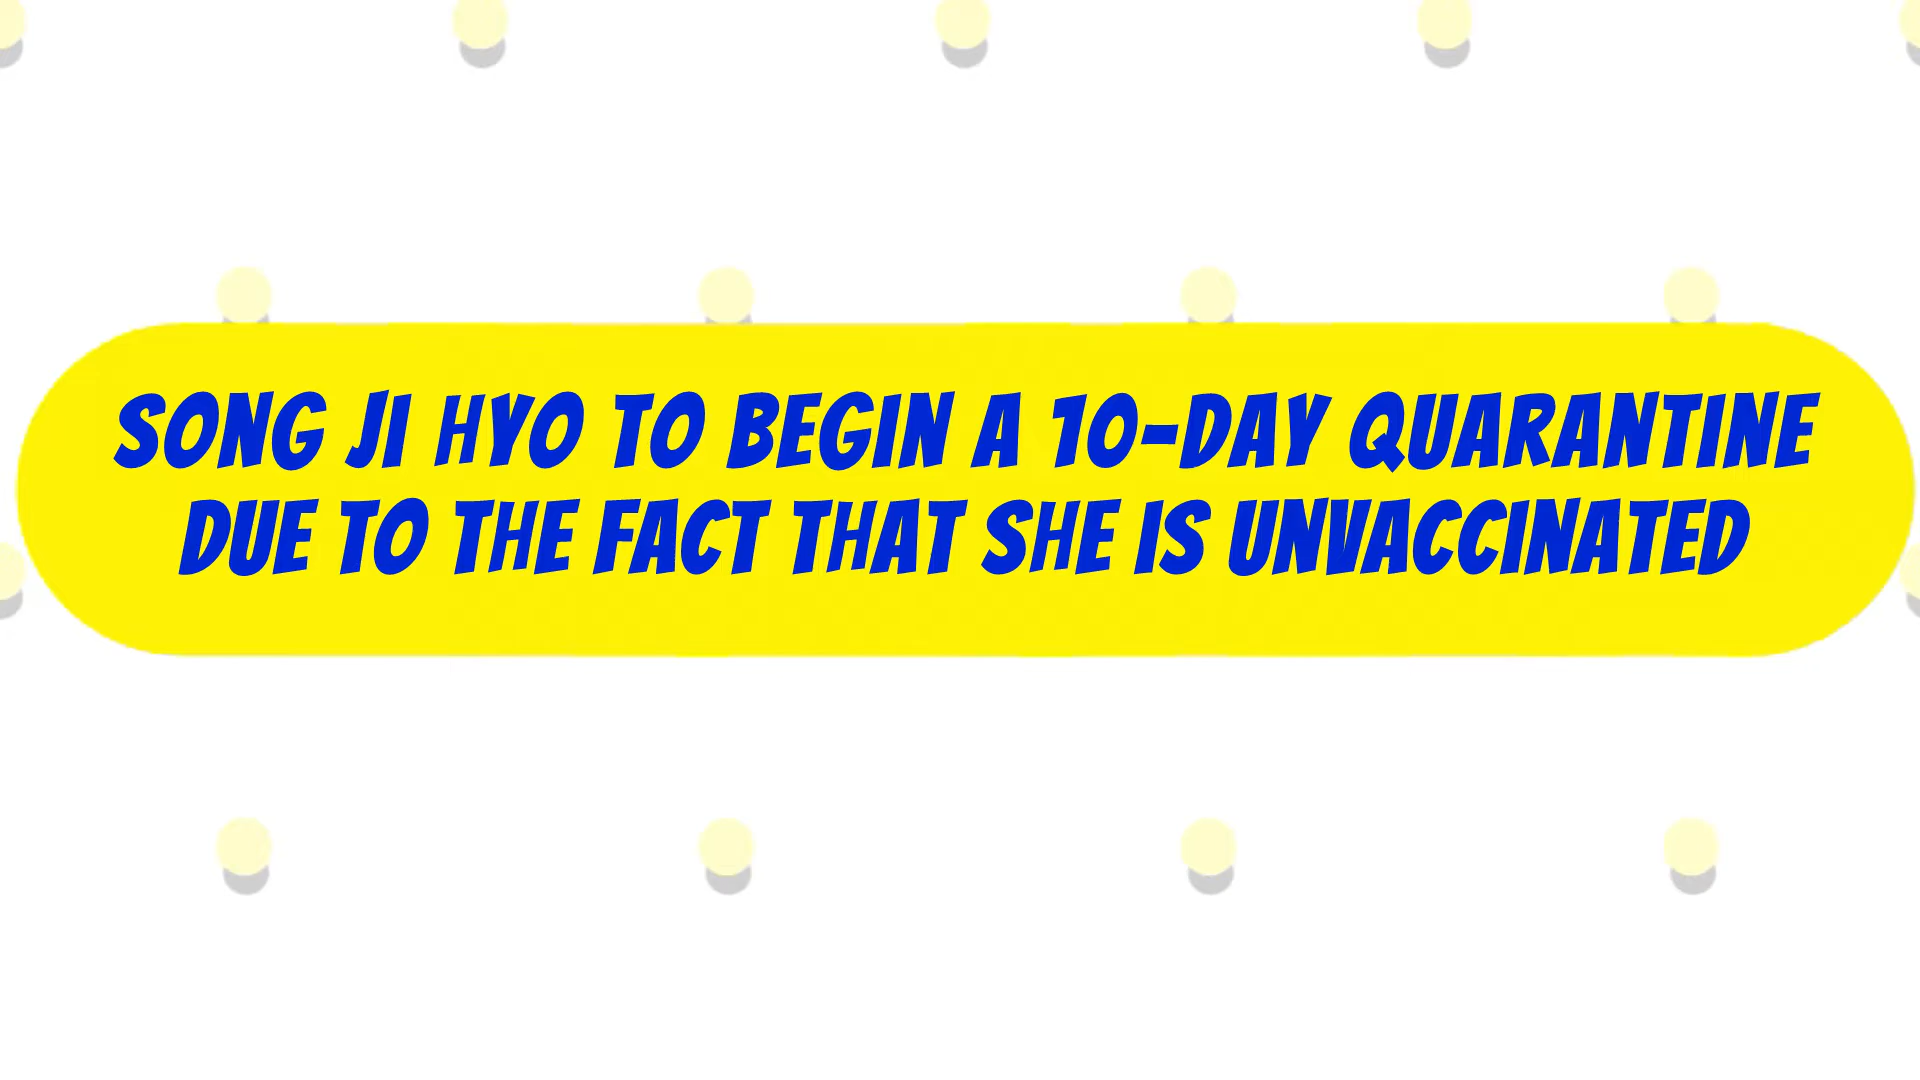 SONG JI HYO TO BEGIN A 10-DAY QUARANTINE
DUE TO THE FACT THAT SHE IS UNVACCINATED